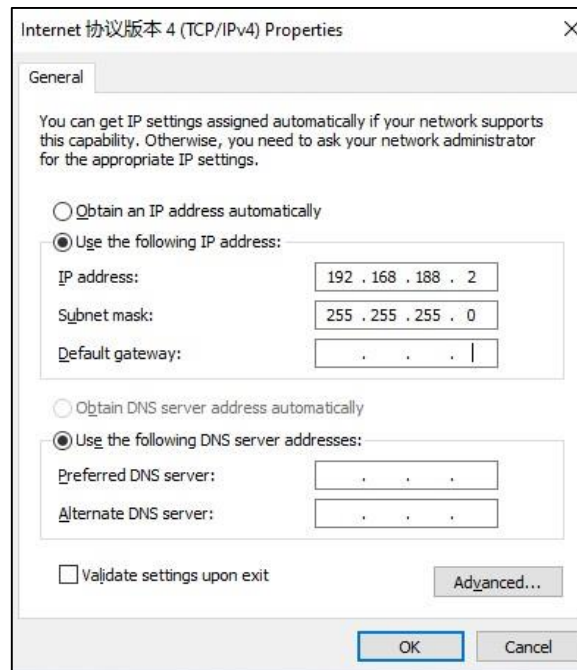 Internet 协议版本 4 (TCP/IPv4) Properties
General
You can get IP settings assigned automatically if your network supports
this capability. Otherwise, you need to ask your network administrator
for the appropriate IP settings.
Obtain an IP address automatically
Use the following IP address:
IP address: 192 . 168 . 188 . 2
Subnet mask: 255 . 255 . 255 . 0
Default gateway: . . .
Obtain DNS server address automatically
Use the following DNS server addresses:
Preferred DNS server: . . .
Alternate DNS server: . . .
Validate settings upon exit
Advanced...
OK Cancel